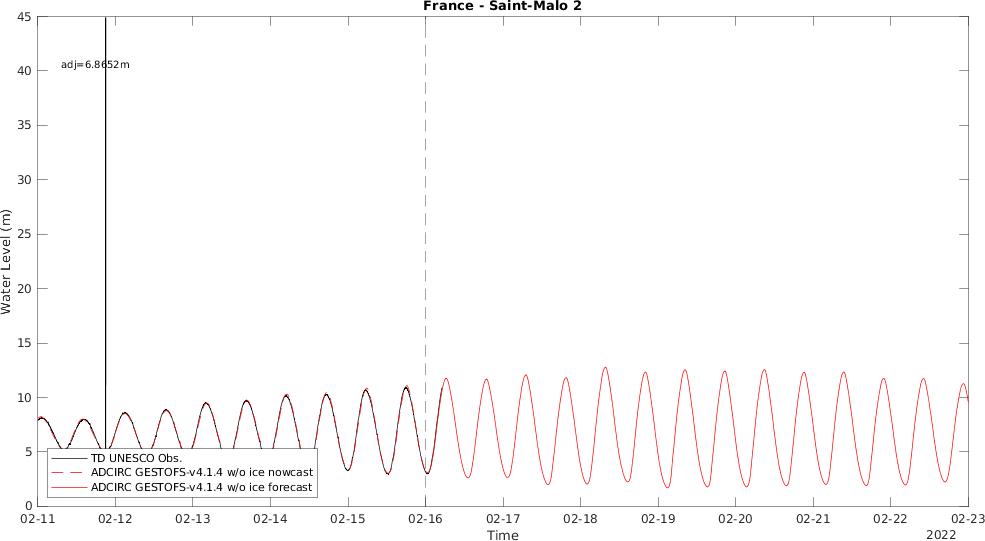 France - Saint-Malo 2
45
40
35
30
25
20
15
10
5
0
Water Level (m)
adj=6.8652m
TD UNESCO Obs.
ADCIRC GESTOFS-v4.1.4 w/o ice nowcast
ADCIRC GESTOFS-v4.1.4 w/o ice forecast
02-11 02-12 02-13 02-14 02-15 02-16 02-17 02-18 02-19 02-20 02-21 02-22 02-23
Time
2022